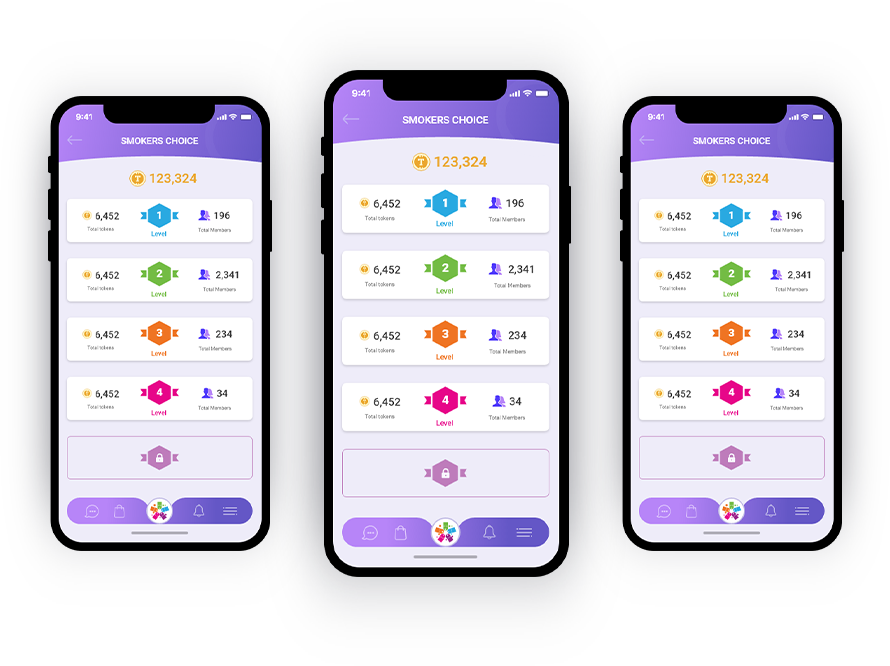 9:41
SMOKERS CHOICE
T 123,324
6,452 1 196
Total tokens Level Total Members
6,452 2 2,341
Total tokens Level Total Members
6,452 3 234
Total tokens Level Total Members
6,452 4 34
Total tokens Level Total Members
9:41
SMOKERS CHOICE
T 123,324
6,452 1 196
Total tokens Level Total Members
6,452 2 2,341
Total tokens Level Total Members
6,452 3 234
Total tokens Level Total Members
6,452 4 34
Total tokens Level Total Members
9:41
SMOKERS CHOICE
T 123,324
6,452 1 196
Total tokens Level Total Members
6,452 2 2,341
Total tokens Level Total Members
6,452 3 234
Total tokens Level Total Members
6,452 4 34
Total tokens Level Total Members